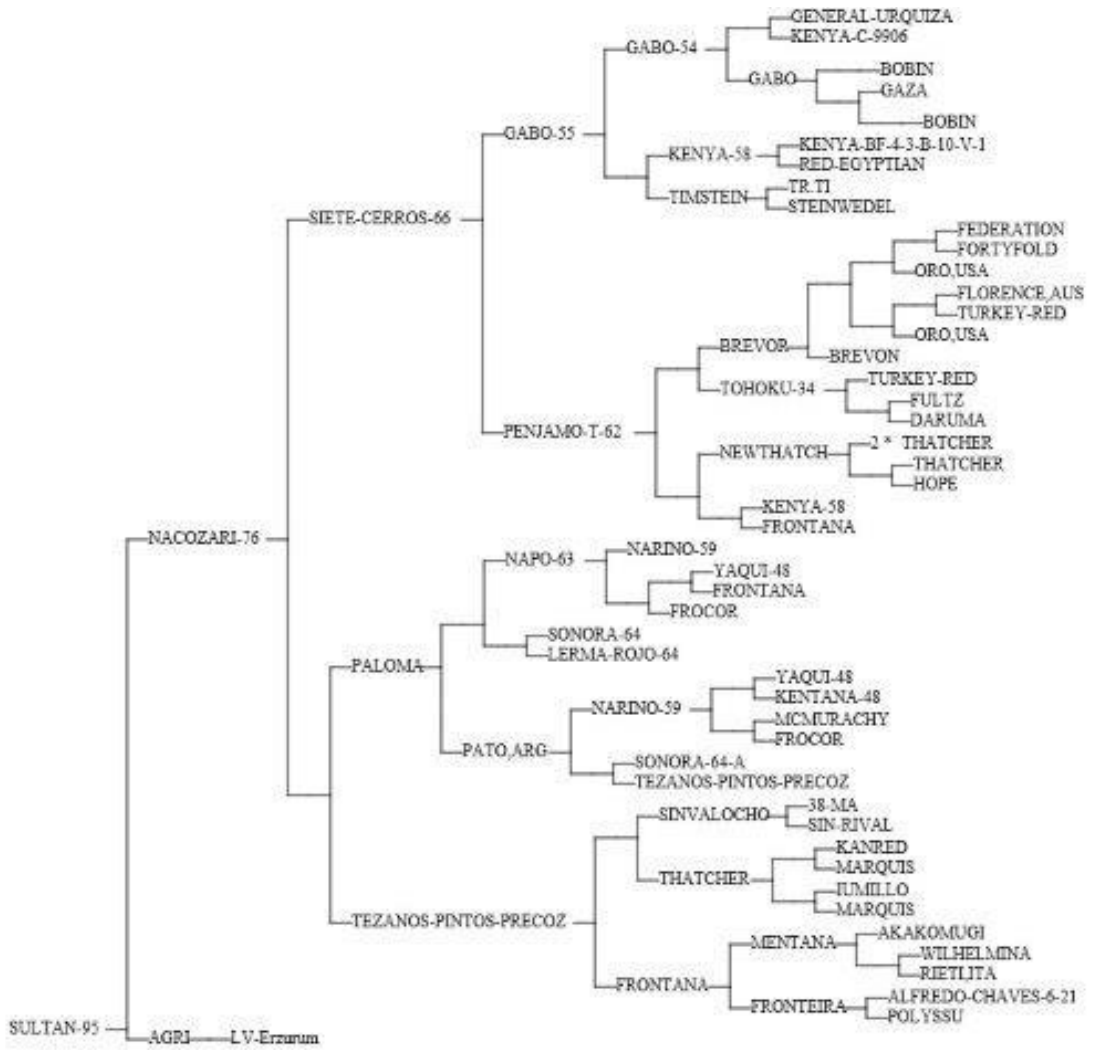 GENERAL-URQUIZA
GABO-54
KENYA-C-9906
GABO
BOBIN
GAZA
BOBIN
GABO-55
KENYA-58
KENYA-BF-4-3-B-10-V-1
RED-EGYPTIAN
TIMSTEIN
TR.TI
STEINWEDEL
SIETE-CERROS-66
FEDERATION
FORTYFOLD
ORO,USA
FLORENCE,AUS
TURKEY-RED
ORO,USA
BREVOR
BREVON
TOHOKU-34
TURKEY-RED
FULTZ
DARUMA
PENJAMO-T-62
NEWTHATCH
2 * THATCHER
THATCHER
HOPE
KENYA-58
FRONTANA
NACOZARI-76
NAPO-63
NARINO-59
YAQUI-48
FRONTANA
FROCOR
SONORA-64
LERMA-ROJO-64
PALOMA
YAQUI-48
KENTANA-48
NARINO-59
MCMURACHY
FROCOR
PATO,ARG
SONORA-64-A
TEZANOS-PINTOS-PRECOZ
SINVALOCHO
38-MA
SIN-RIVAL
KANRED
MARQUIS
THATCHER
IUMILLO
MARQUIS
TEZANOS-PINTOS-PRECOZ
MENTANA
AKAKOMUGI
WILHELMINA
RIETI,ITA
FRONTANA
FRONTEIRA
ALFREDO-CHAVES-6-21
POLYSSU
SULTAN-95
AGRI
LV-Erzurum